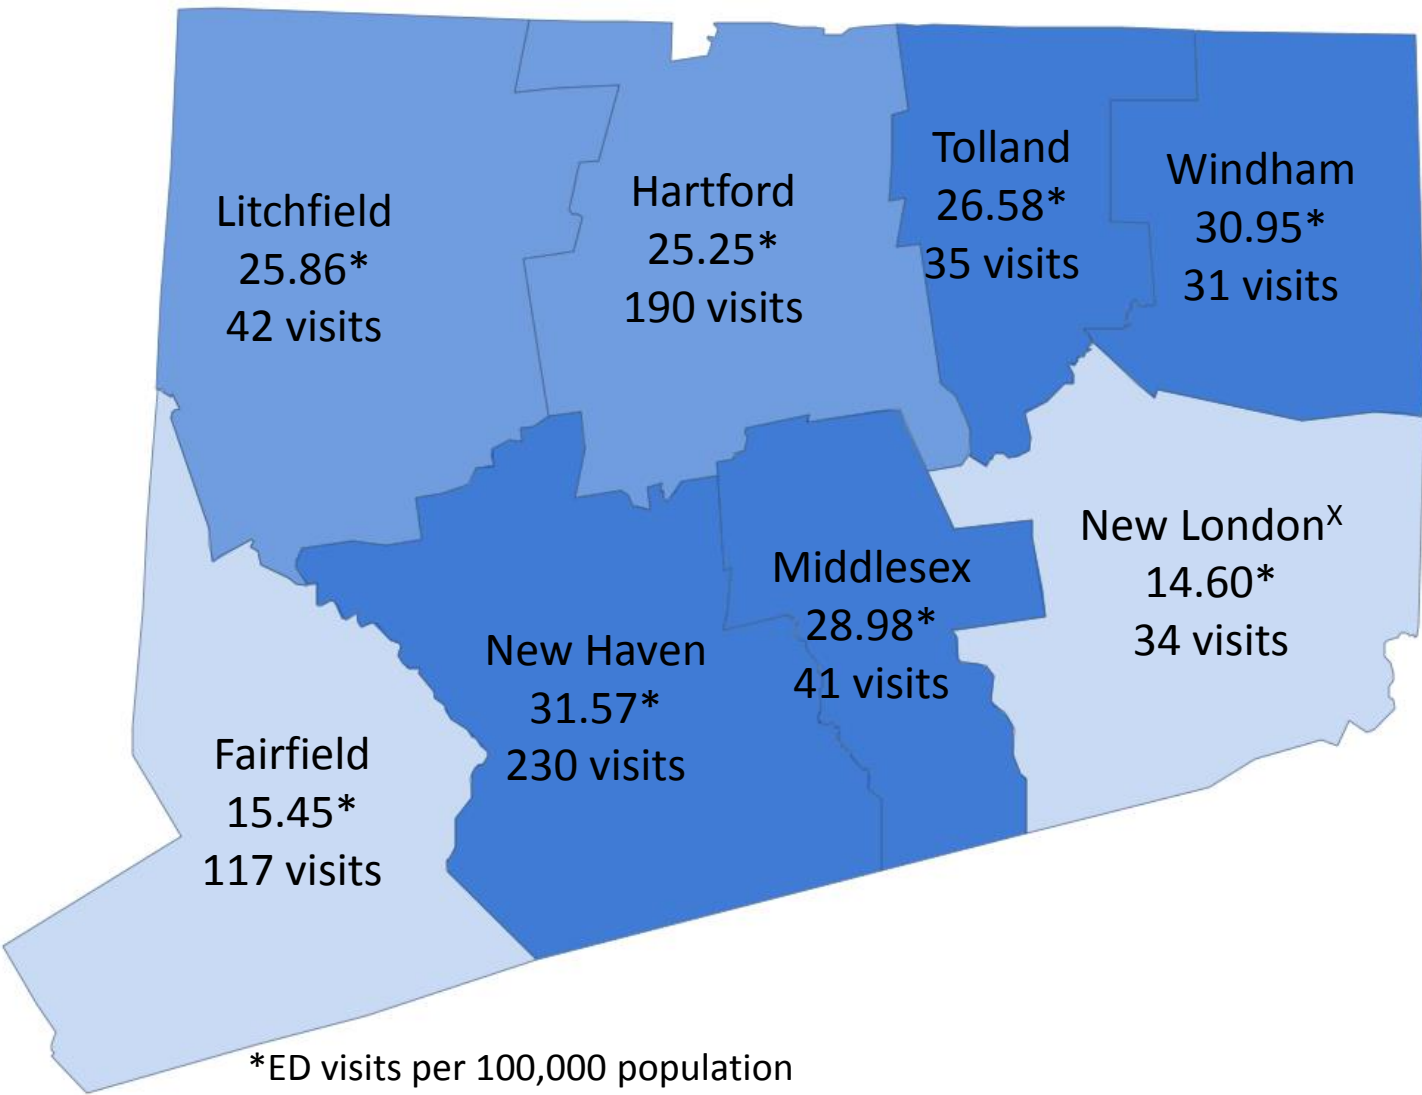 Litchfield
25.86*
42 visits
Hartford
25.25*
190 visits
Tolland
26.58*
35 visits
Windham
30.95*
31 visits
New Londonˣ
14.60*
34 visits
Middlesex
28.98*
41 visits
New Haven
31.57*
230 visits
Fairfield
15.45*
117 visits
*ED visits per 100,000 population